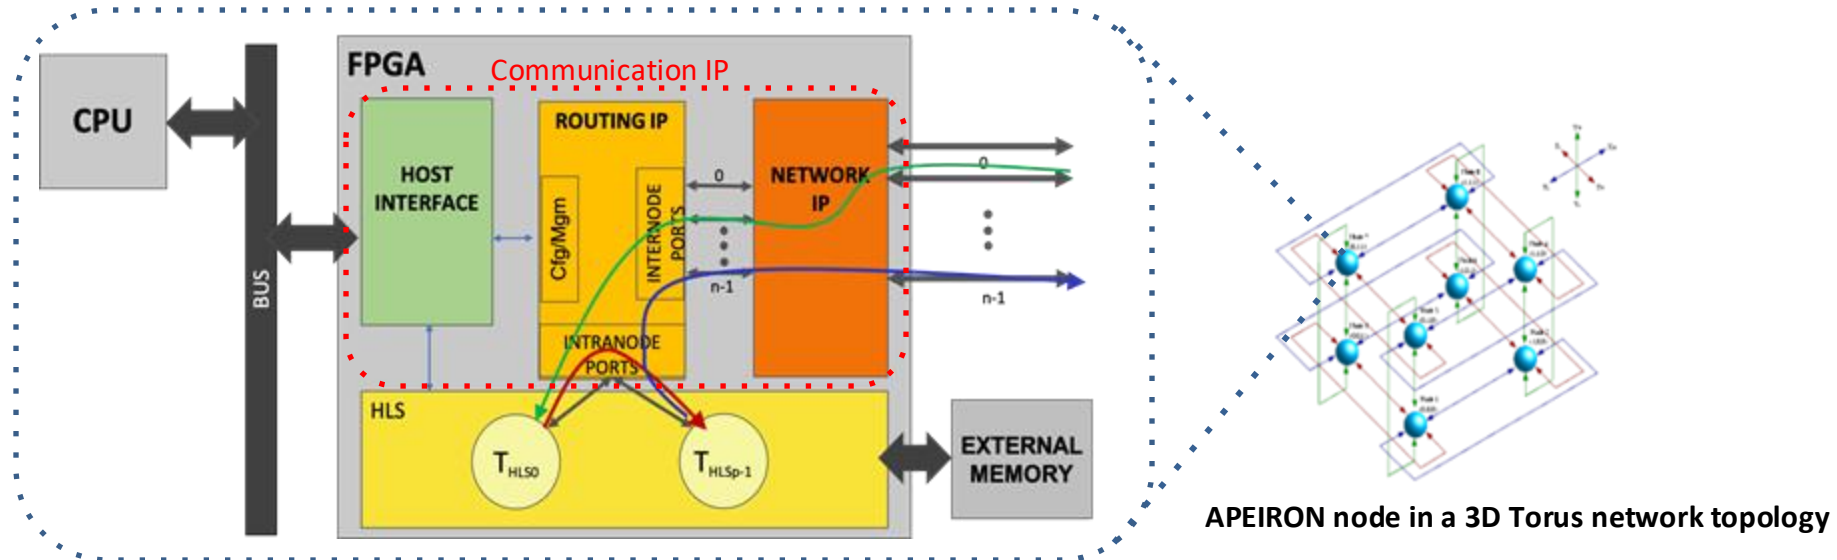 FPGA
Communication IP
CPU
BUS
HOST
INTERFACE
ROUTING IP
Cfg/Mgm
INTERNODE
PORTS
INTRANODE
PORTS
0
n-1
NETWORK
IP
0
n-1
HLS
THLS0
THLSp-1
EXTERNAL
MEMORY
APEIRON node in a 3D Torus network topology